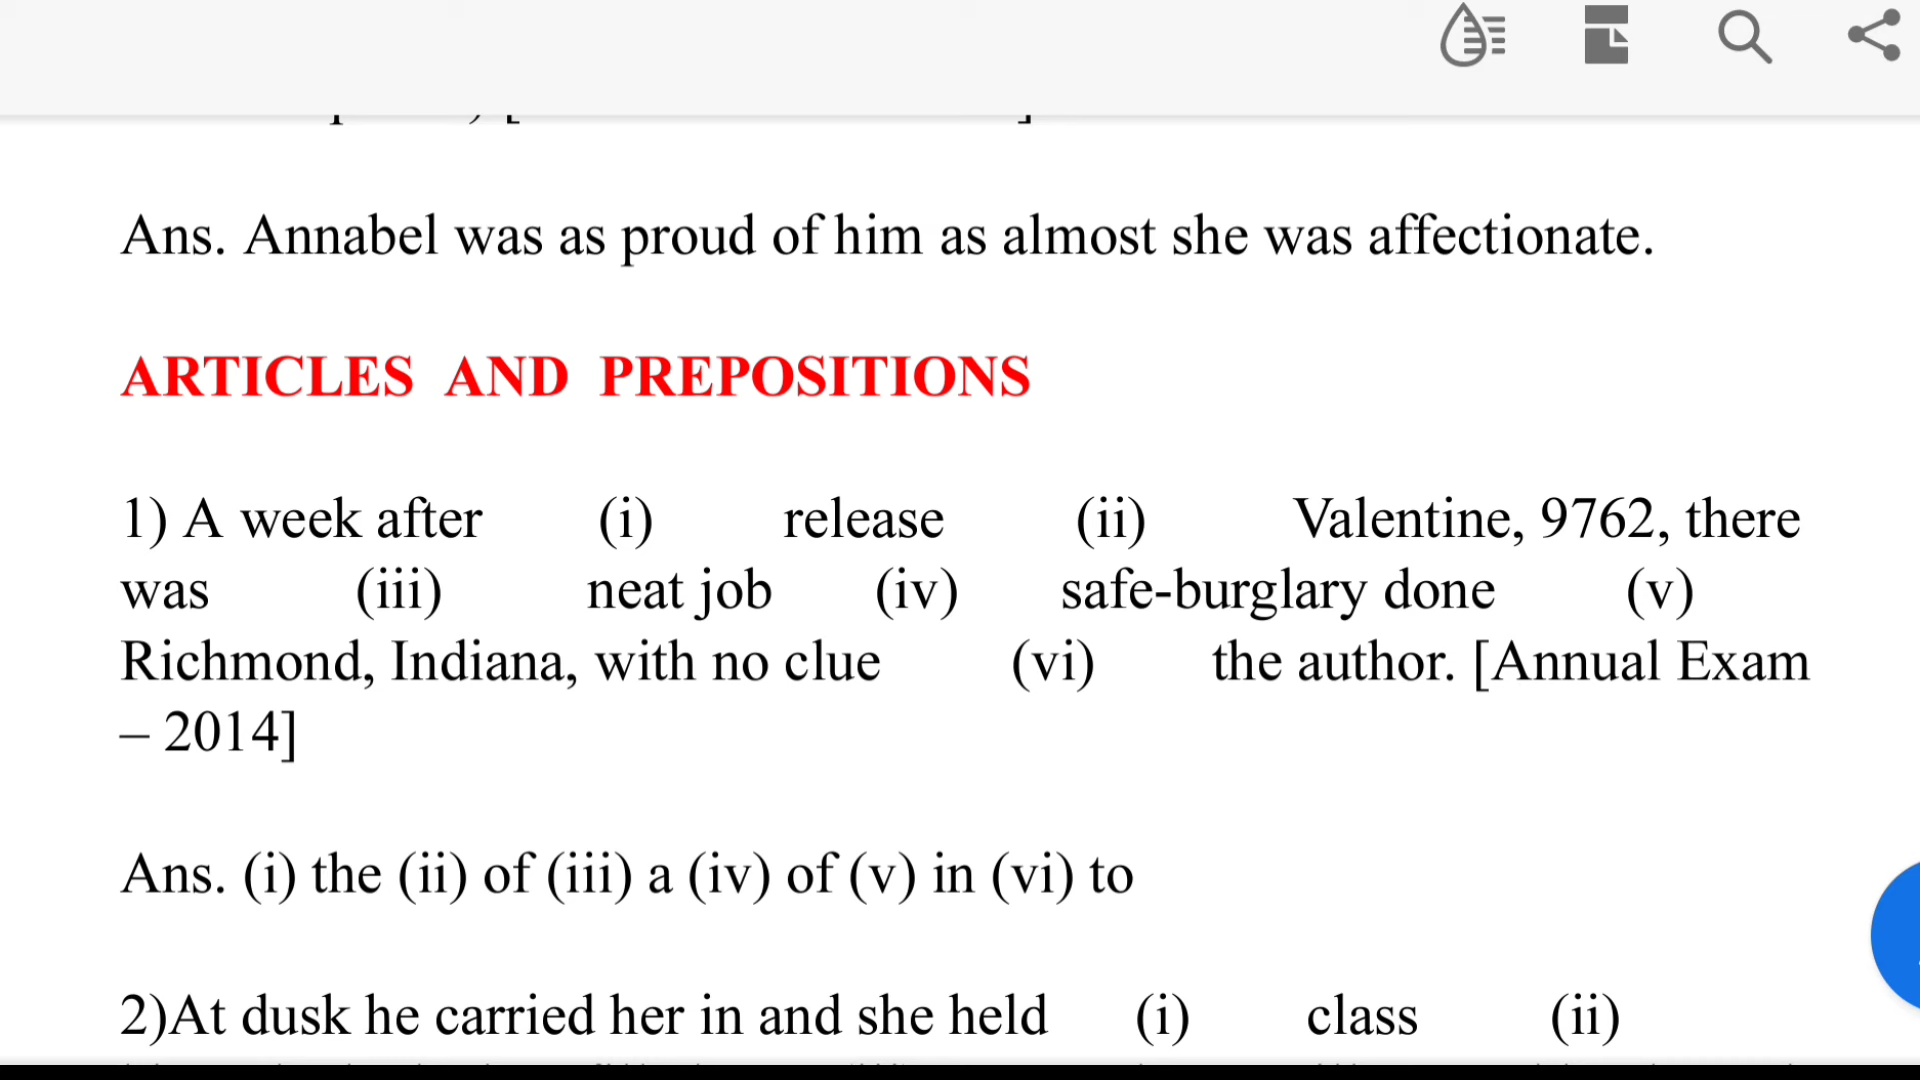 Ans. Annabel was as proud of him as almost she was affectionate.
ARTICLES AND PREPOSITIONS
1) A week after (i) release (ii) Valentine, 9762, there
was (iii) neat job (iv) safe-burglary done (v)
Richmond, Indiana, with no clue (vi) the author. [Annual Exam
– 2014]
Ans. (i) the (ii) of (iii) a (iv) of (v) in (vi) to
2)At dusk he carried her in and she held (i) class (ii)